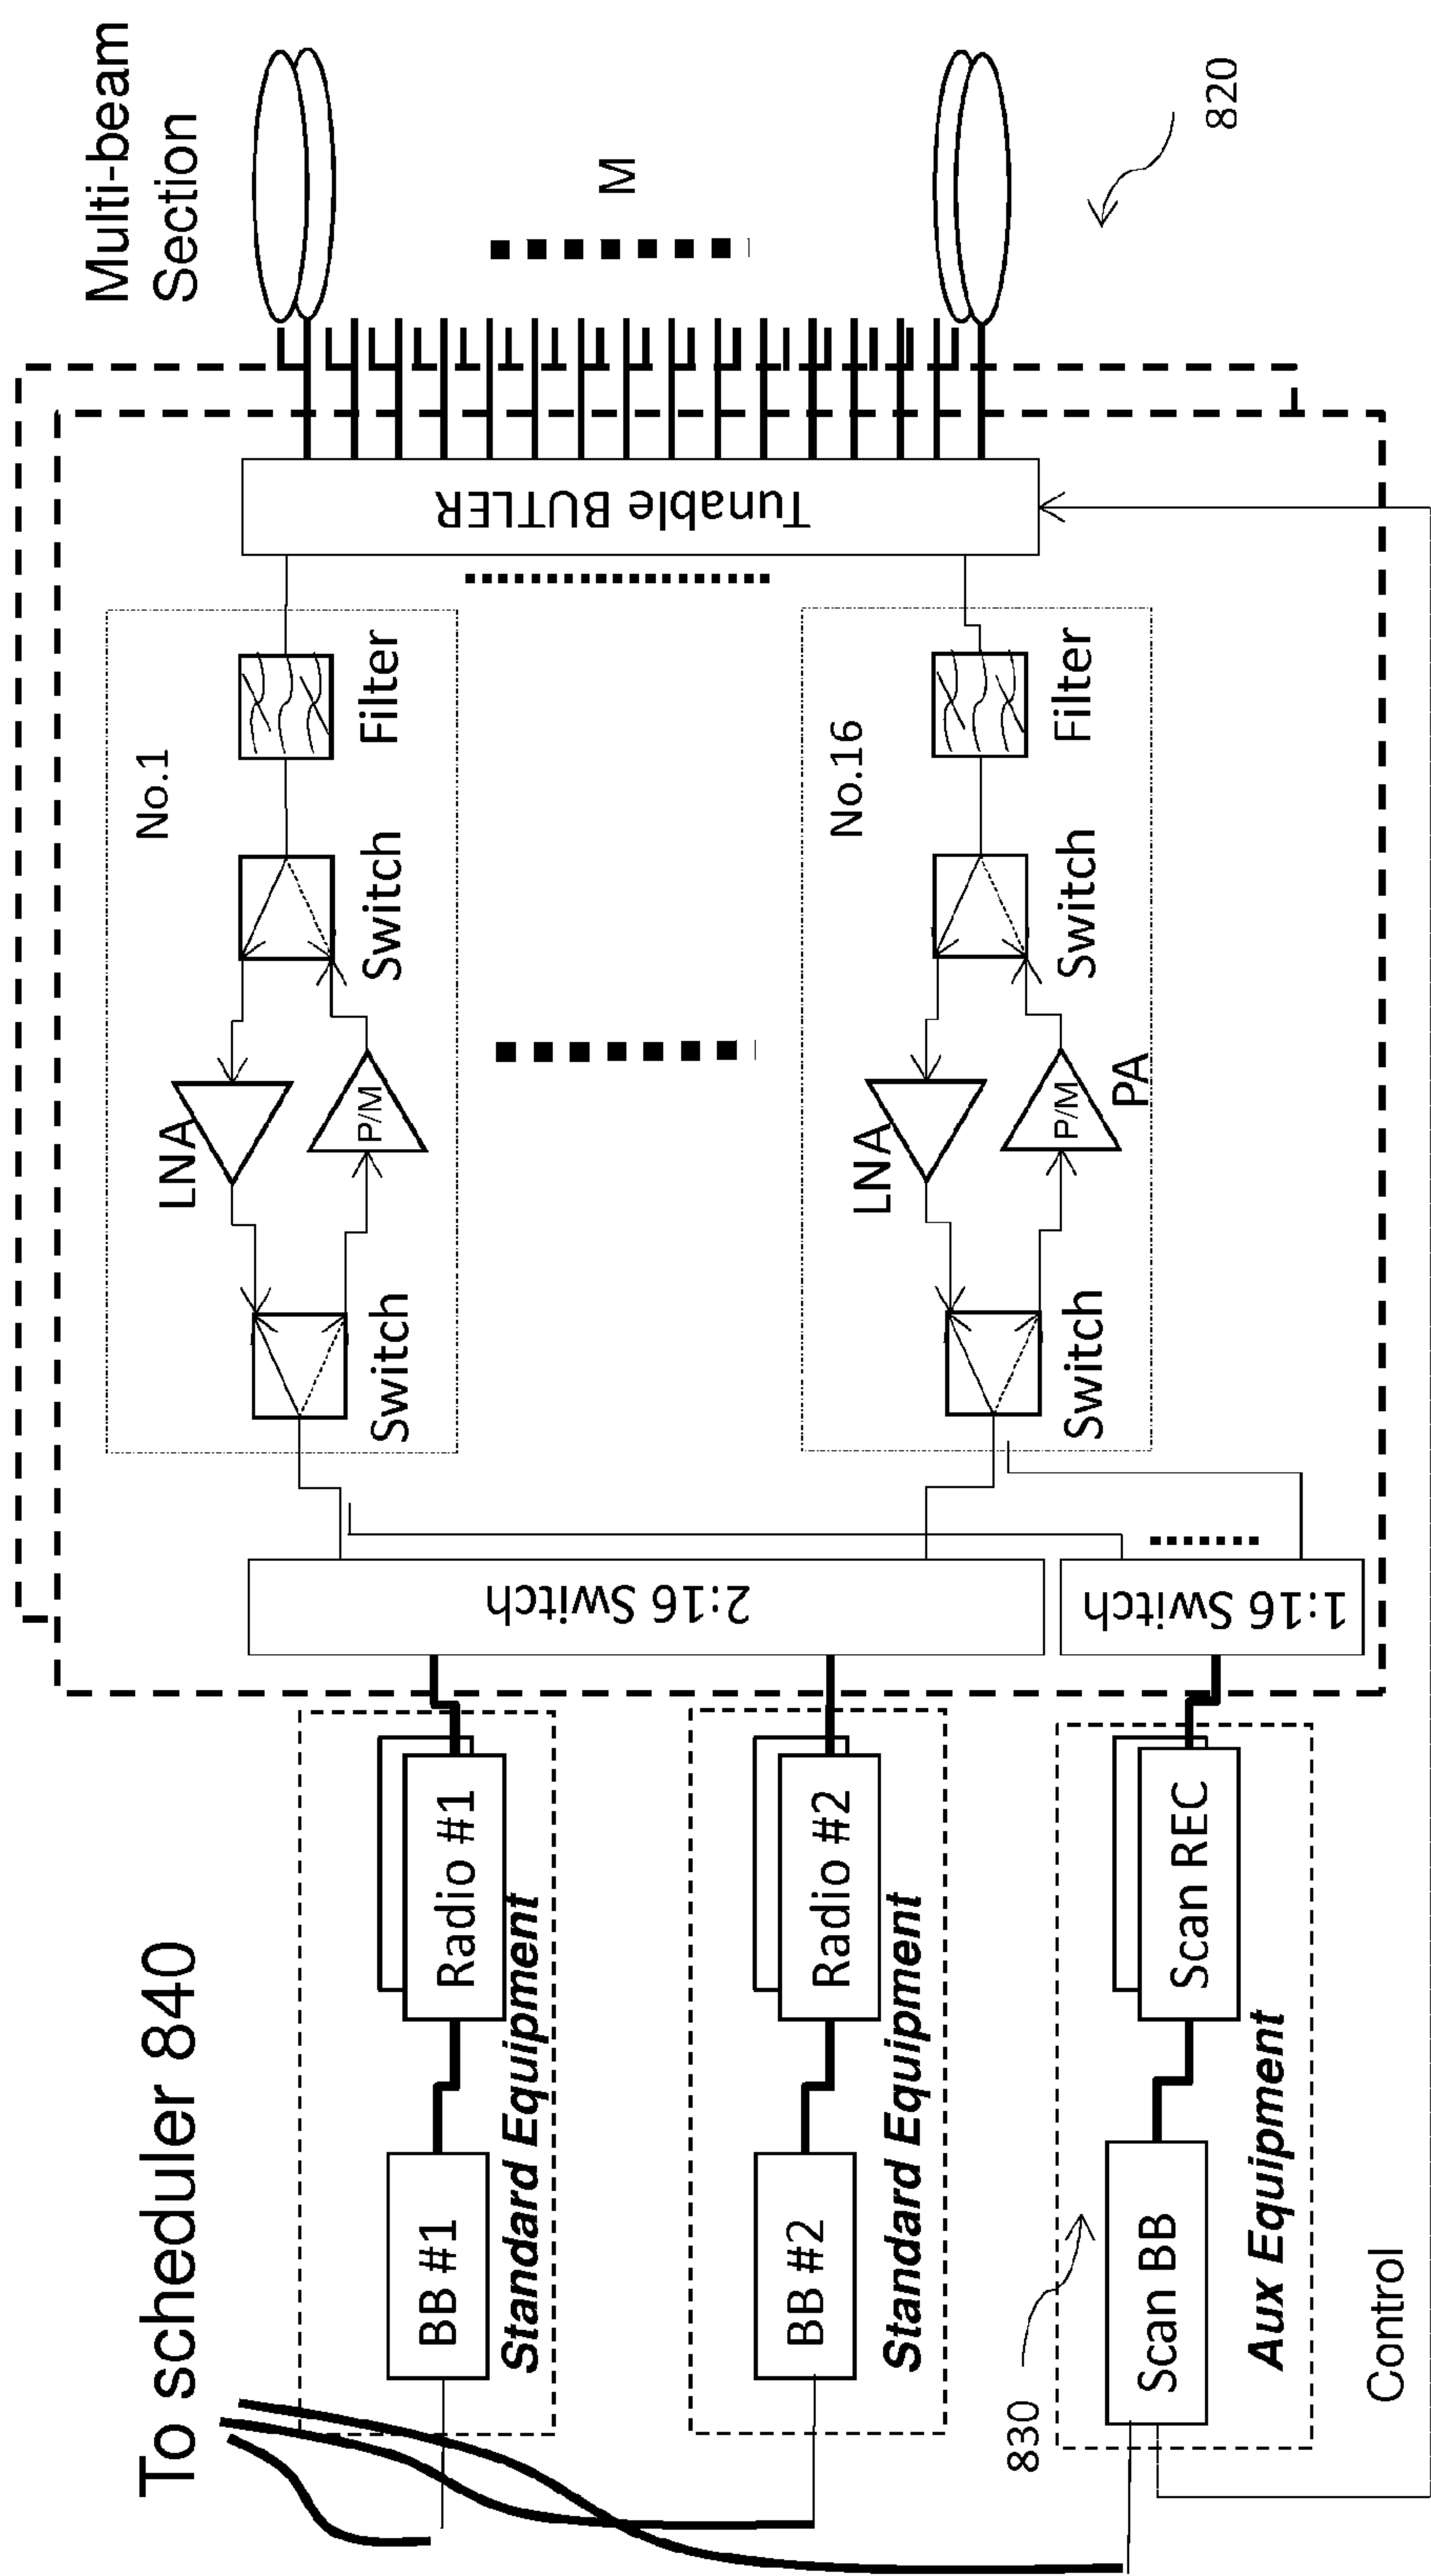 To scheduler 840
Multi-beam
Section
No.1
LNA
P/M
Switch
Switch
Filter
BB #1
Radio #1
Standard Equipment
2:16 Switch
Tunable BUTLER
M
BB #2
Radio #2
Standard Equipment
No.16
LNA
P/M
PA
Switch
Switch
Filter
830
Scan BB
Scan REC
Aux Equipment
1:16 Switch
820
Control